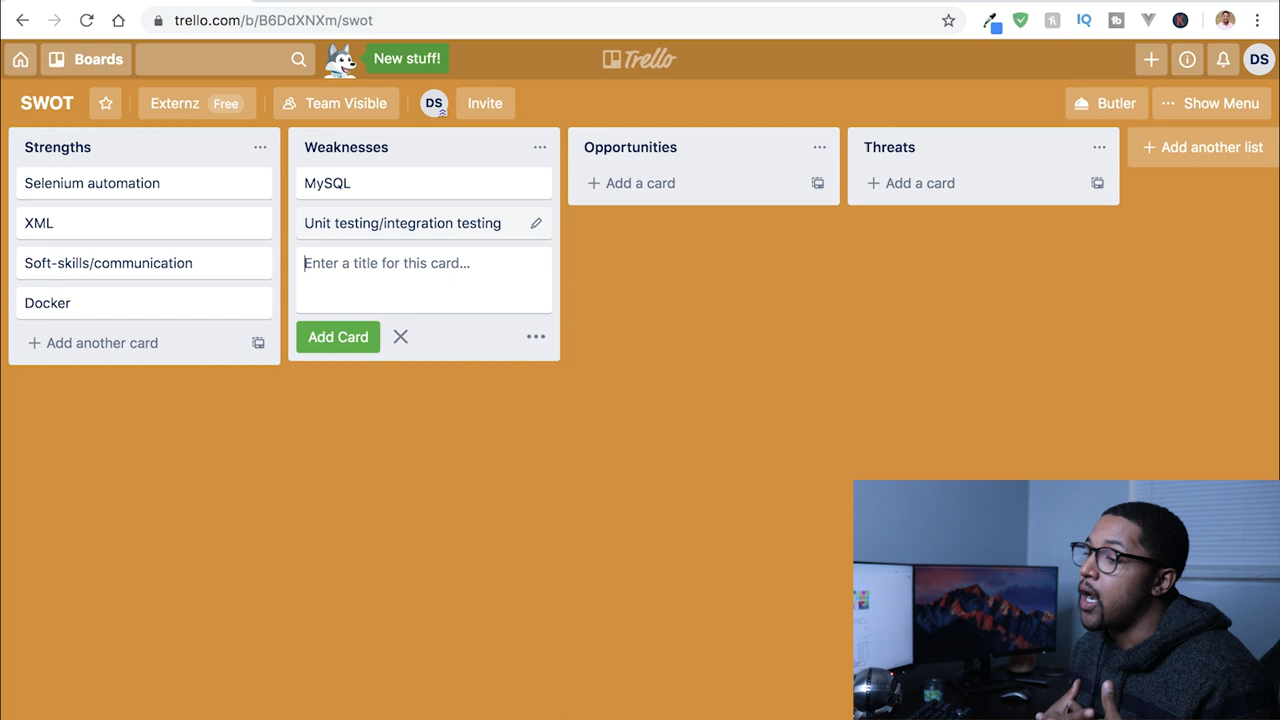 trello.com/b/B6DdXNXm/swot
IQ
K
Boards
New stuff!
Trello
DS
SWOT
Externz Free
Team Visible
DS
Invite
Butler
Show Menu
Strengths
Selenium automation
XML
Soft-skills/communication
Docker
Add another card
Weaknesses
MySQL
Unit testing/integration testing
Enter a title for this card...
Add Card
Opportunities
Add a card
Threats
Add a card
Add another list